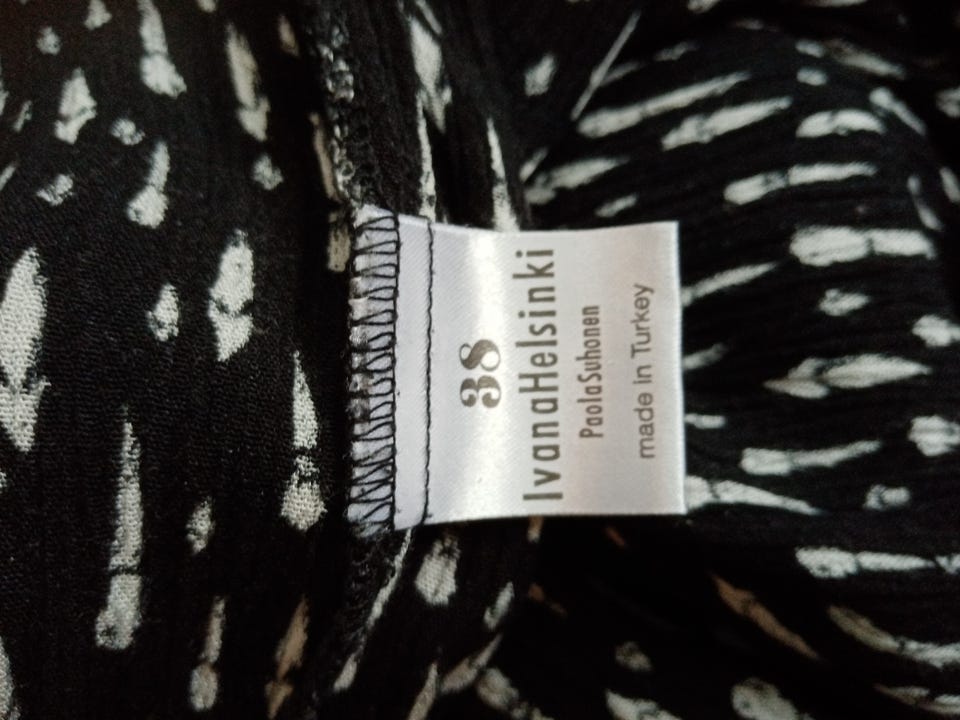 38
IvanaHelsinki
PaolaSuhonen
made in Turkey